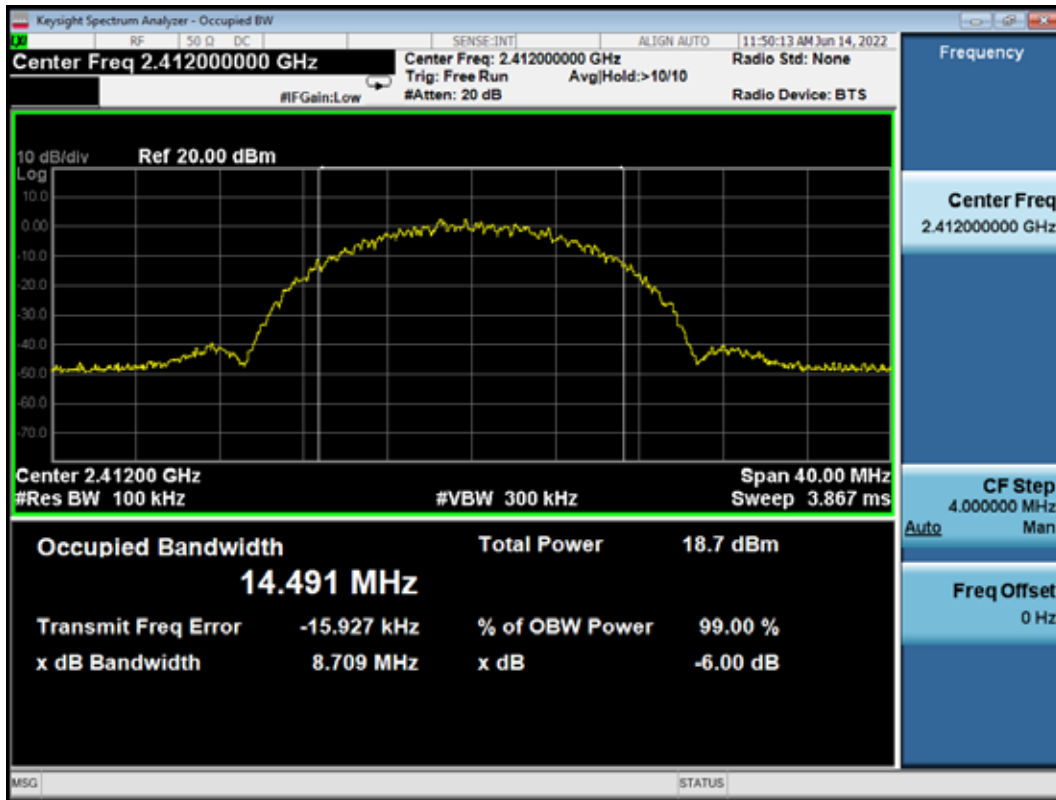 Keysight Spectrum Analyzer - Occupied BW
LXI RF 50 Ω DC SENSE:INT ALIGN AUTO 11:50:13 AM Jun 14, 2022
Center Freq 2.412000000 GHz
Center Freq: 2.412000000 GHz
Radio Std: None
Trig: Free Run Avg|Hold:>10/10
#IFGain:Low
#Atten: 20 dB
Radio Device: BTS
10 dB/div Ref 20.00 dBm
Log
10.0
0.00
-10.0
-20.0
-30.0
-40.0
-50.0
-60.0
-70.0
Center 2.41200 GHz Span 40.00 MHz
#Res BW 100 kHz #VBW 300 kHz Sweep 3.867 ms
Occupied Bandwidth Total Power 18.7 dBm
14.491 MHz
Transmit Freq Error -15.927 kHz % of OBW Power 99.00 %
x dB Bandwidth 8.709 MHz x dB -6.00 dB
MSG STATUS
Frequency
Center Freq
2.412000000 GHz
CF Step
4.000000 MHz
Auto Man
Freq Offset
0 Hz